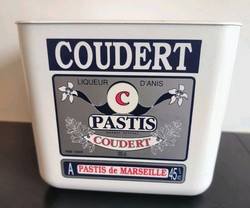 COUDERT
LIQUEUR D'ANIS
C
PASTIS
COUDERT
A PASTIS de MARSEILLE 45%